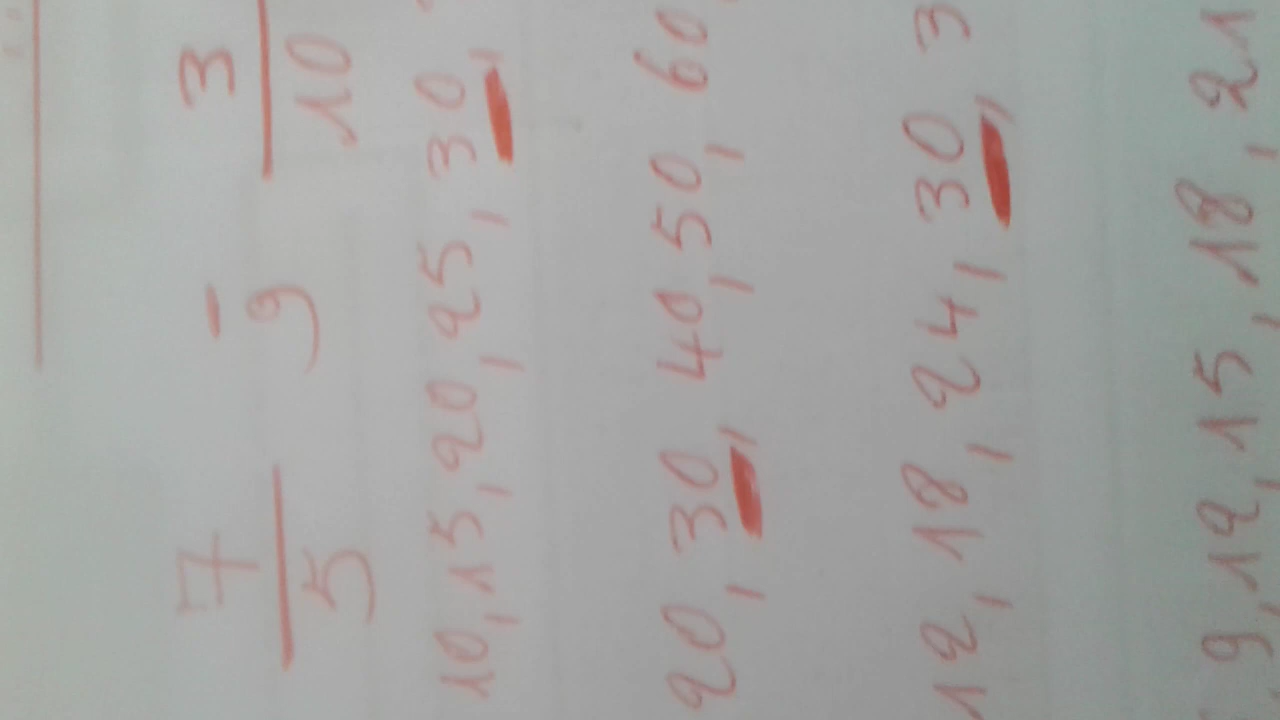 7/5 - g 3/10
10, 15, 20, 25, 30,
20, 30, 40, 50, 60
12, 18, 24, 30, 3
9, 12, 15, 18, 21